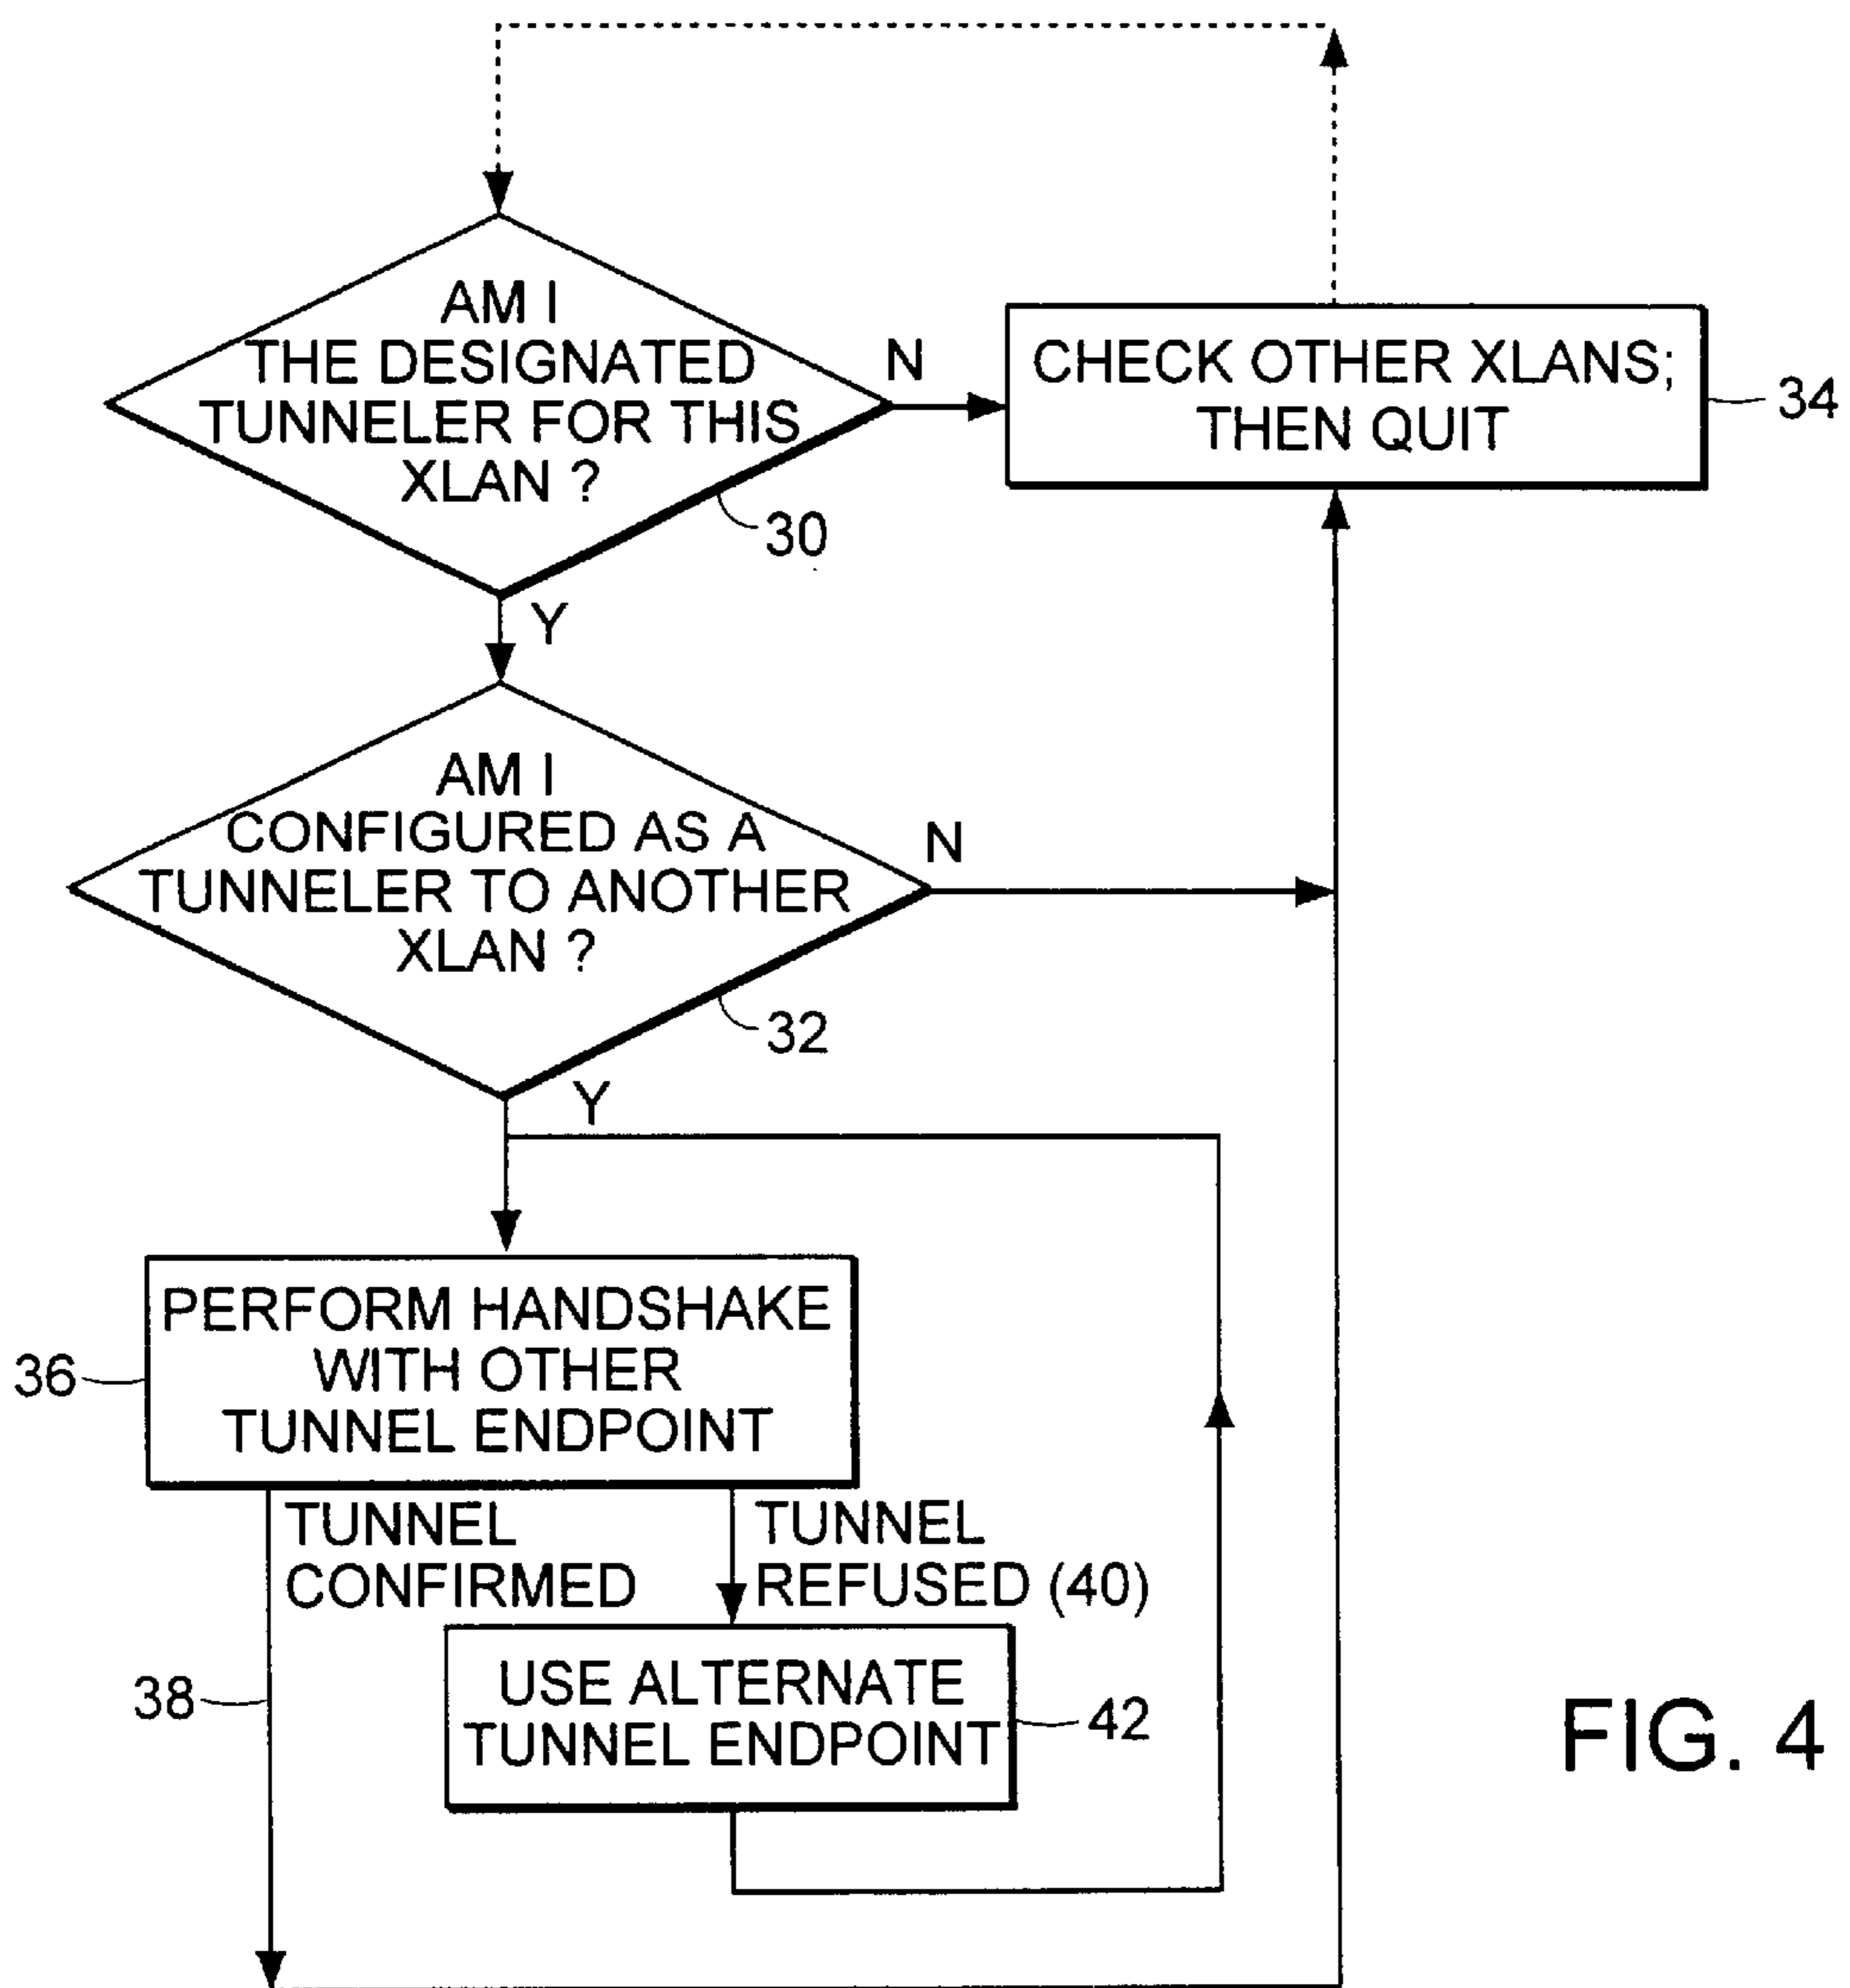 AM I
THE DESIGNATED
TUNNELER FOR THIS
XLAN ?
N
CHECK OTHER XLANS;
THEN QUIT
34
30
Y
AM I
CONFIGURED AS A
TUNNELER TO ANOTHER
XLAN ?
N
32
Y
PERFORM HANDSHAKE
WITH OTHER
TUNNEL ENDPOINT
36
TUNNEL
CONFIRMED
TUNNEL
REFUSED (40)
38
USE ALTERNATE
TUNNEL ENDPOINT
42
FIG. 4